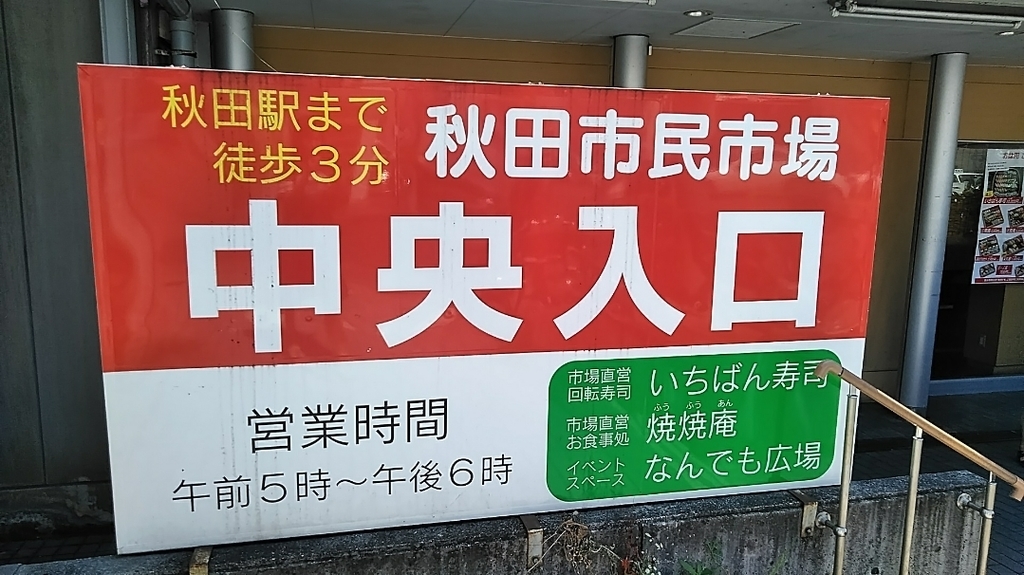 秋田駅まで
徒歩3分
秋田市民市場
中央入口
営業時間
午前5時～午後6時
市場直営
回転寿司
いちばん寿司
市場直営
お食事処
ふうふうあん
焼焼庵
イベント
スペース
なんでも広場